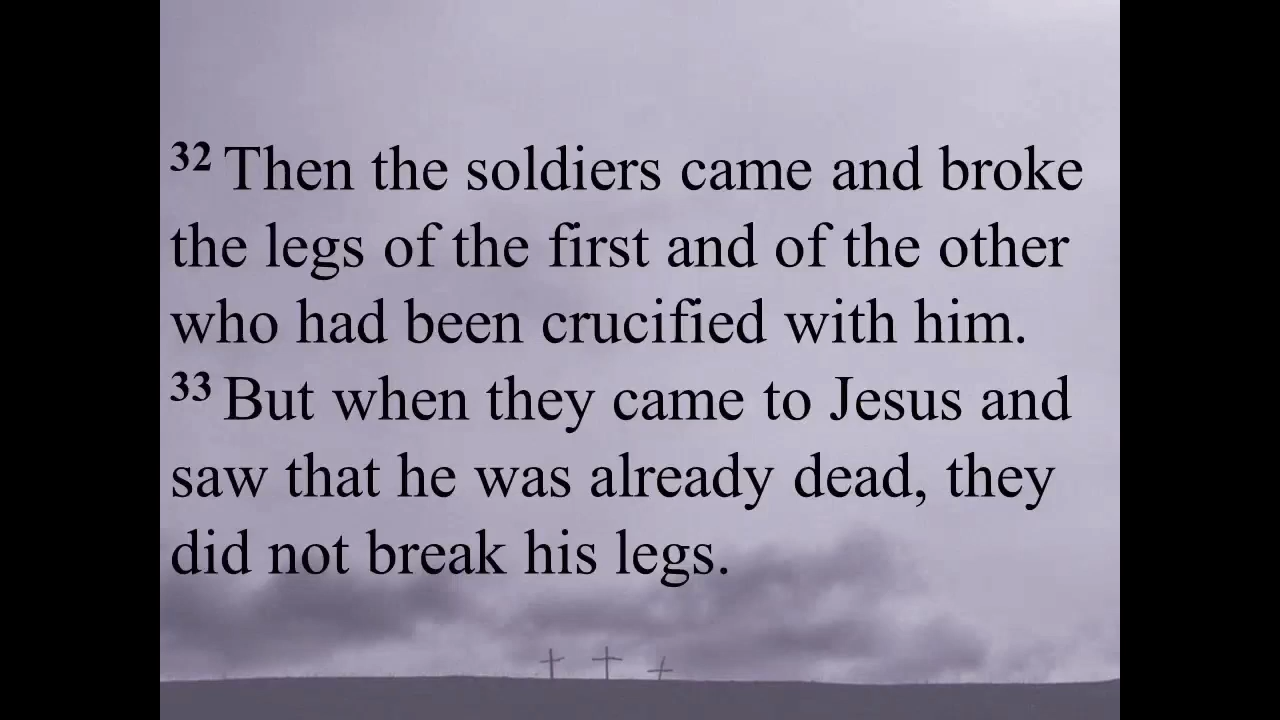 32 Then the soldiers came and broke
the legs of the first and of the other
who had been crucified with him.
33 But when they came to Jesus and
saw that he was already dead, they
did not break his legs.